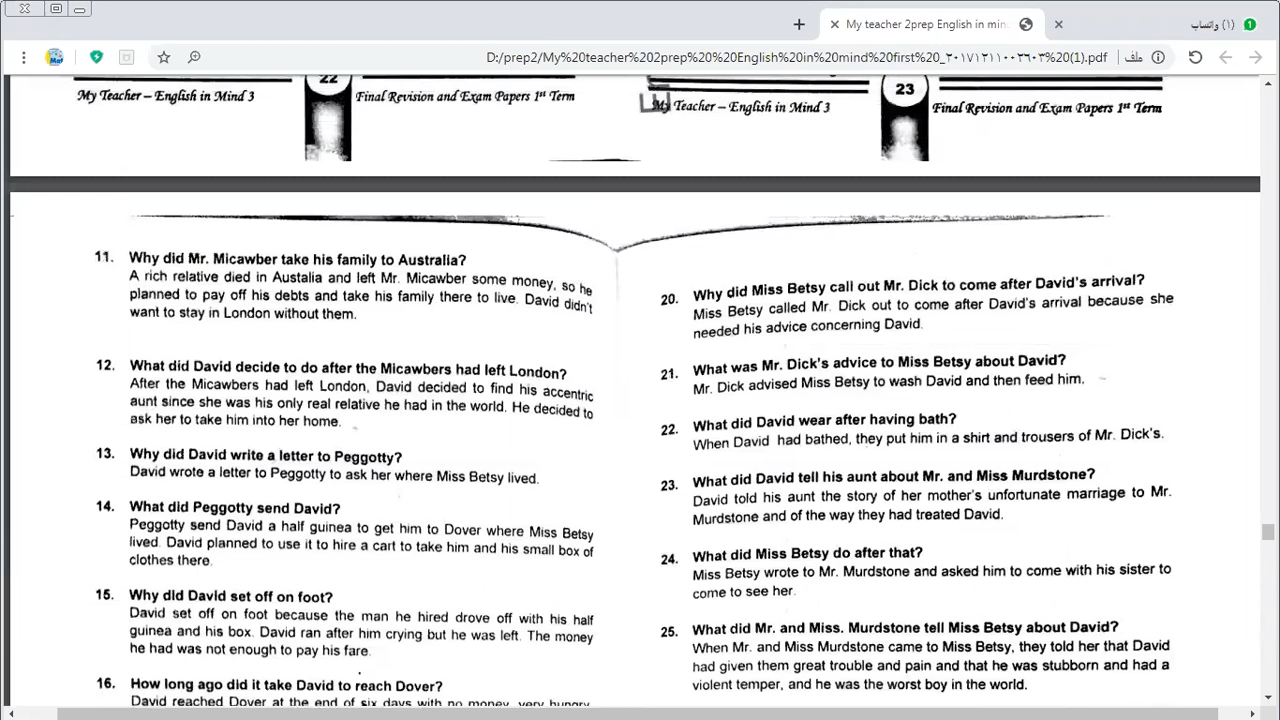 My teacher 2prep English in min
واتساب (١)
1
D:/prep2/My%20teacher%202prep%20%20English%20in%20mind%20first%20_٢٠١٧١٢١١٠٠٣٦٠٣%20(1).pdf
ملف
22
My Teacher – English in Mind 3
Final Revision and Exam Papers 1st Term
23
My Teacher – English in Mind 3
Final Revision and Exam Papers 1st Term
11. Why did Mr. Micawber take his family to Australia?
A rich relative died in Austalia and left Mr. Micawber some money, so he
planned to pay off his debts and take his family there to live. David didn't
want to stay in London without them.
12. What did David decide to do after the Micawbers had left London?
After the Micawbers had left London, David decided to find his accentric
aunt since she was his only real relative he had in the world. He decided to
ask her to take him into her home.
13. Why did David write a letter to Peggotty?
David wrote a letter to Peggotty to ask her where Miss Betsy lived.
14. What did Peggotty send David?
Peggotty send David a half guinea to get him to Dover where Miss Betsy
lived. David planned to use it to hire a cart to take him and his small box of
clothes there.
15. Why did David set off on foot?
David set off on foot because the man he hired drove off with his half
guinea and his box. David ran after him crying but he was left. The money
he had was not enough to pay his fare.
16. How long ago did it take David to reach Dover?
David reached Dover at the end of six days with no money, very hungry
20. Why did Miss Betsy call out Mr. Dick to come after David's arrival?
Miss Betsy called Mr. Dick out to come after David's arrival because she
needed his advice concerning David.
21. What was Mr. Dick's advice to Miss Betsy about David?
Mr. Dick advised Miss Betsy to wash David and then feed him.
22. What did David wear after having bath?
When David had bathed, they put him in a shirt and trousers of Mr. Dick's.
23. What did David tell his aunt about Mr. and Miss Murdstone?
David told his aunt the story of her mother's unfortunate marriage to Mr.
Murdstone and of the way they had treated David.
24. What did Miss Betsy do after that?
Miss Betsy wrote to Mr. Murdstone and asked him to come with his sister to
come to see her.
25. What did Mr. and Miss. Murdstone tell Miss Betsy about David?
When Mr. and Miss Murdstone came to Miss Betsy, they told her that David
had given them great trouble and pain and that he was stubborn and had a
violent temper, and he was the worst boy in the world.